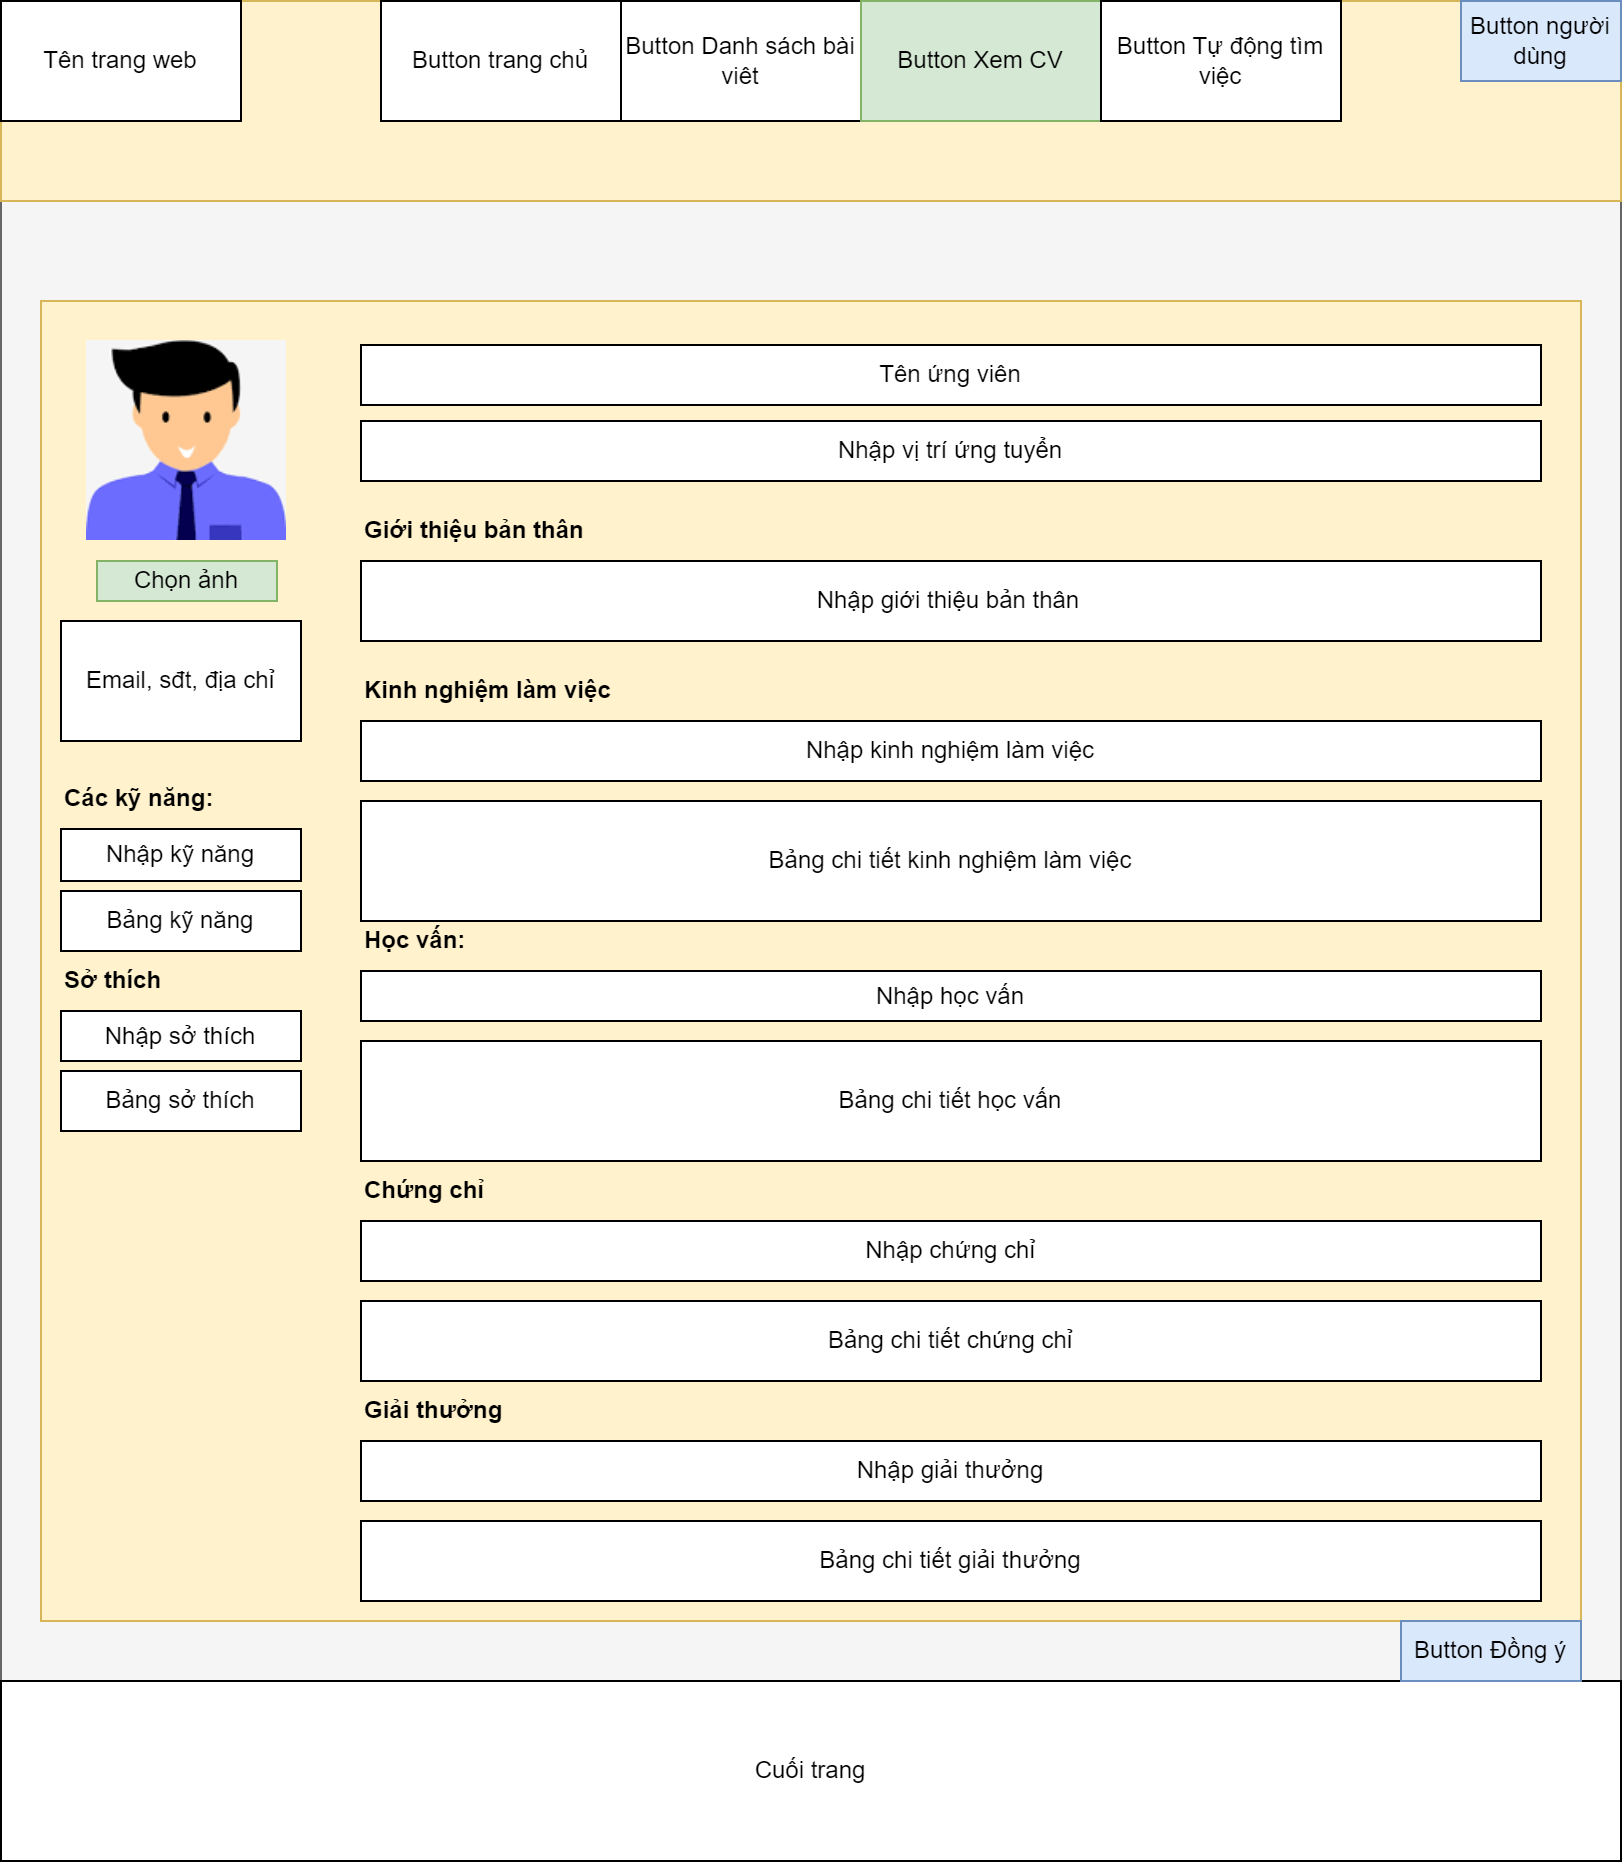 Tên trang web
Button trang chủ
Button Danh sách bài
viêt
Button Xem CV
Button Tự động tìm
việc
Button người
dùng
Chọn ảnh
Email, sđt, địa chỉ
Các kỹ năng:
Nhập kỹ năng
Bảng kỹ năng
Sở thích
Nhập sở thích
Bảng sở thích
Tên ứng viên
Nhập vị trí ứng tuyển
Giới thiệu bản thân
Nhập giới thiệu bản thân
Kinh nghiệm làm việc
Nhập kinh nghiệm làm việc
Bảng chi tiết kinh nghiệm làm việc
Học vấn:
Nhập học vấn
Bảng chi tiết học vấn
Chứng chỉ
Nhập chứng chỉ
Bảng chi tiết chứng chỉ
Giải thưởng
Nhập giải thưởng
Bảng chi tiết giải thưởng
Button Đồng ý
Cuối trang